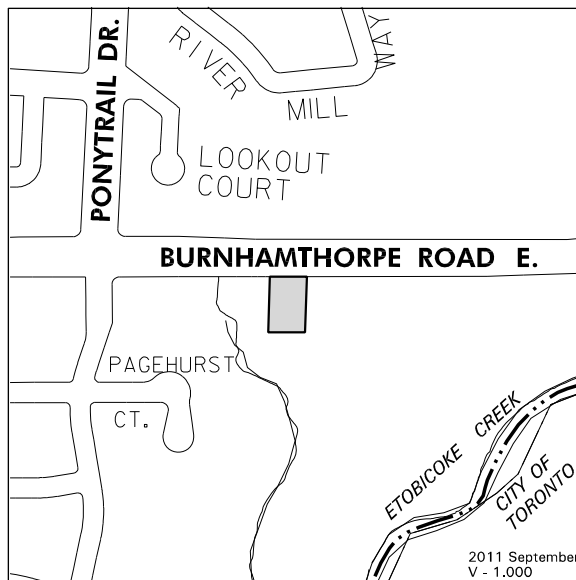 RIVER
MILL
WAY
PONYTRAIL DR.
LOOKOUT
COURT
BURNHAMTHORPE ROAD E.
PAGEHURST
CT.
ETOBICOKE CREEK
CITY OF
TORONTO
2011 September
V - 1,000